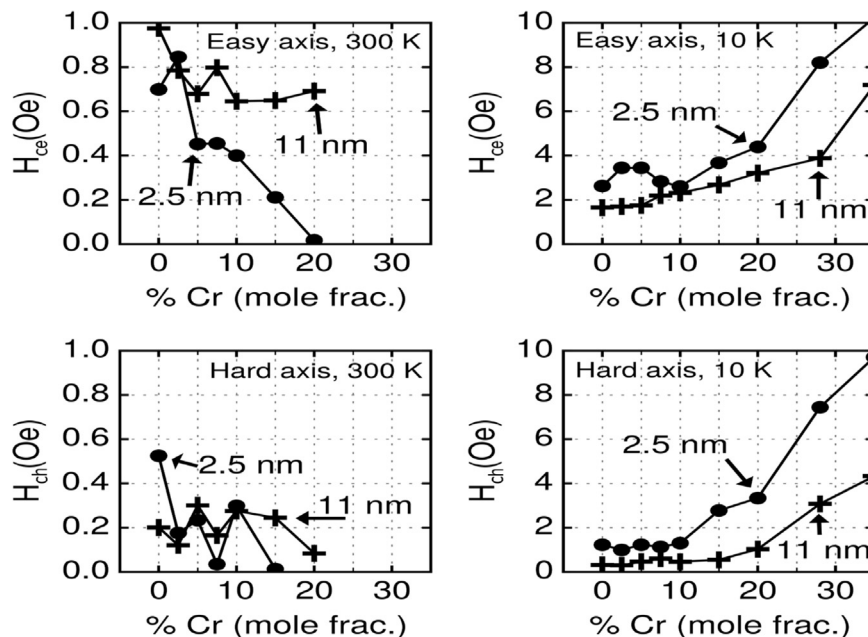 Easy axis, 300 K
H_ce(Oe)
1.0
0.8
0.6
0.4
0.2
0.0
2.5 nm
11 nm
0 10 20 30
% Cr (mole frac.)
Easy axis, 10 K
H_ce(Oe)
10
8
6
4
2
0
2.5 nm
11 nm
0 10 20 30
% Cr (mole frac.)
Hard axis, 300 K
H_ch(Oe)
1.0
0.8
0.6
0.4
0.2
0.0
2.5 nm
11 nm
0 10 20 30
% Cr (mole frac.)
Hard axis, 10 K
H_ch(Oe)
10
8
6
4
2
0
2.5 nm
11 nm
0 10 20 30
% Cr (mole frac.)